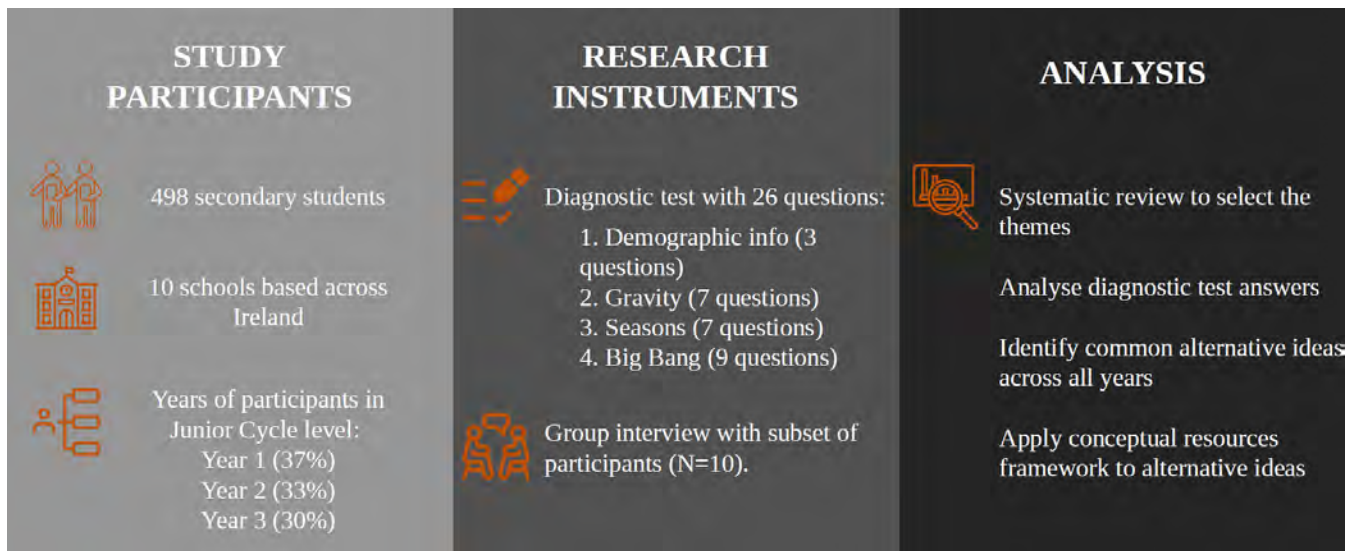 STUDY
PARTICIPANTS
498 secondary students
10 schools based across
Ireland
Years of participants in
Junior Cycle level:
Year 1 (37%)
Year 2 (33%)
Year 3 (30%)
RESEARCH
INSTRUMENTS
Diagnostic test with 26 questions:
1. Demographic info (3
questions)
2. Gravity (7 questions)
3. Seasons (7 questions)
4. Big Bang (9 questions)
Group interview with subset of
participants (N=10).
ANALYSIS
Systematic review to select the
themes
Analyse diagnostic test answers
Identify common alternative ideas
across all years
Apply conceptual resources
framework to alternative ideas